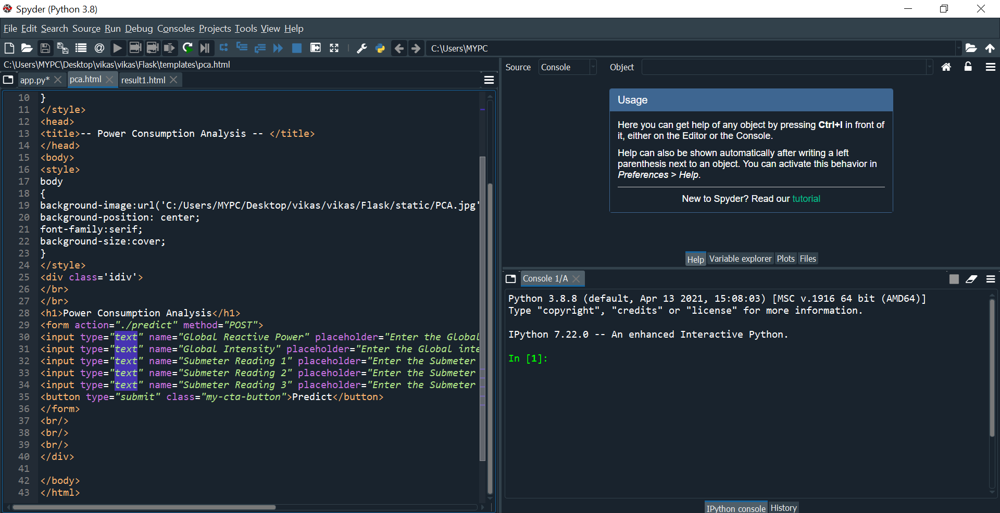 Spyder (Python 3.8)
File Edit Search Source Run Debug Consoles Projects Tools View Help
C:\Users\MYPC
C:\Users\MYPC\Desktop\vikas\vikas\Flask\templates\pca.html
app.py*
pca.html
result1.html
10 }
11 </style>
12 <head>
13 <title>-- Power Consumption Analysis -- </title>
14 </head>
15 <body>
16 <style>
17 body
18 {
19 background-image:url('C:/Users/MYPC/Desktop/vikas/vikas/Flask/static/PCA.jpg'
20 background-position: center;
21 font-family:serif;
22 background-size:cover;
23 }
24 </style>
25 <div class='idiv'>
26 </br>
27 </br>
28 <h1>Power Consumption Analysis</h1>
29 <form action="./predict" method="POST">
30 <input type="text" name="Global Reactive Power" placeholder="Enter the Global
31 <input type="text" name="Global Intensity" placeholder="Enter the Global inte
32 <input type="text" name="Submeter Reading 1" placeholder="Enter the Submeter
33 <input type="text" name="Submeter Reading 2" placeholder="Enter the Submeter
34 <input type="text" name="Submeter Reading 3" placeholder="Enter the Submeter
35 <button type="submit" class="my-cta-button">Predict</button>
36 </form>
37 <br/>
38 <br/>
39 <br/>
40 </div>
41
42 </body>
43 </html>
Source Console Object
Usage
Here you can get help of any object by pressing Ctrl+I in front of
it, either on the Editor or the Console.
Help can also be shown automatically after writing a left
parenthesis next to an object. You can activate this behavior in
Preferences > Help.
New to Spyder? Read our tutorial
Help Variable explorer Plots Files
Console 1/A
Python 3.8.8 (default, Apr 13 2021, 15:08:03) [MSC v.1916 64 bit (AMD64)]
Type "copyright", "credits" or "license" for more information.
IPython 7.22.0 -- An enhanced Interactive Python.
In [1]:
IPython console History